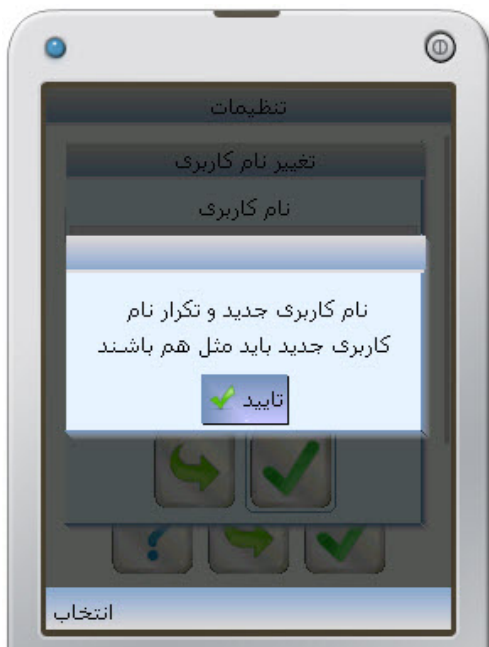 تنظیمات
تغییر نام کاربری
نام کاربری
نام کاربری جدید و تکرار نام
کاربری جدید باید مثل هم باشند
تایید
انتخاب